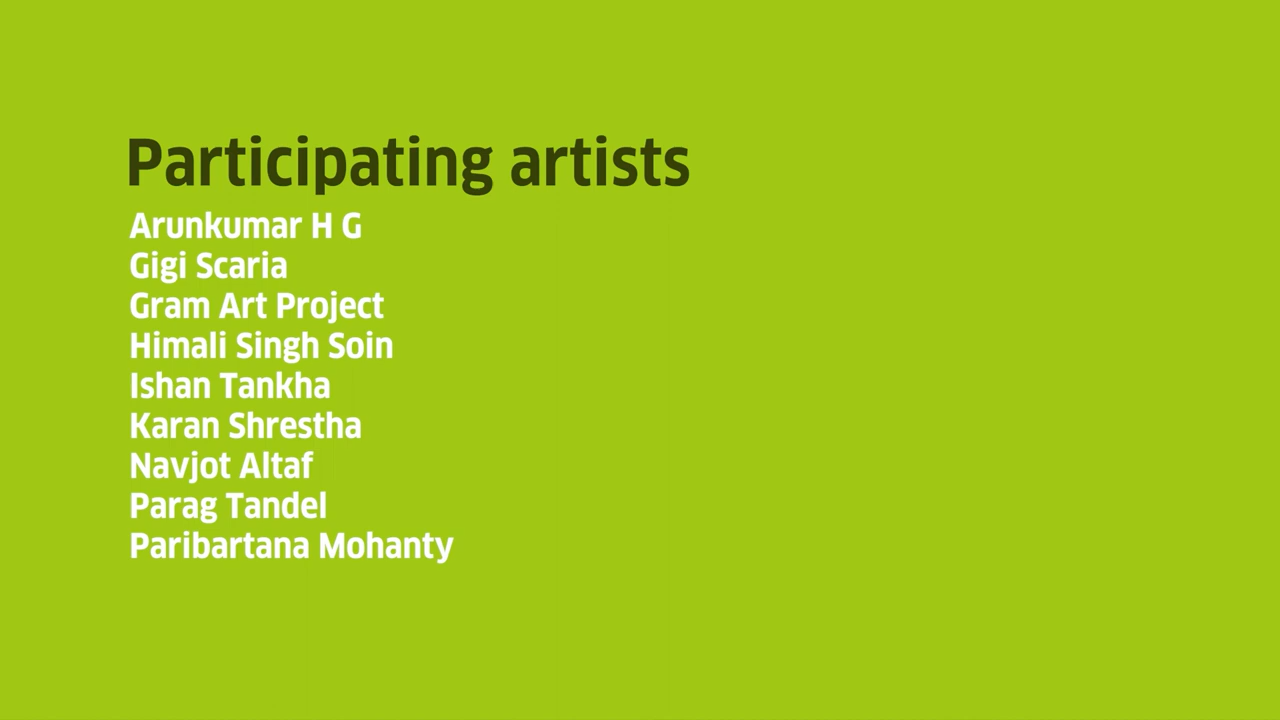 Participating artists
Arunkumar H G
Gigi Scaria
Gram Art Project
Himali Singh Soin
Ishan Tankha
Karan Shrestha
Navjot Altaf
Parag Tandel
Paribartana Mohanty